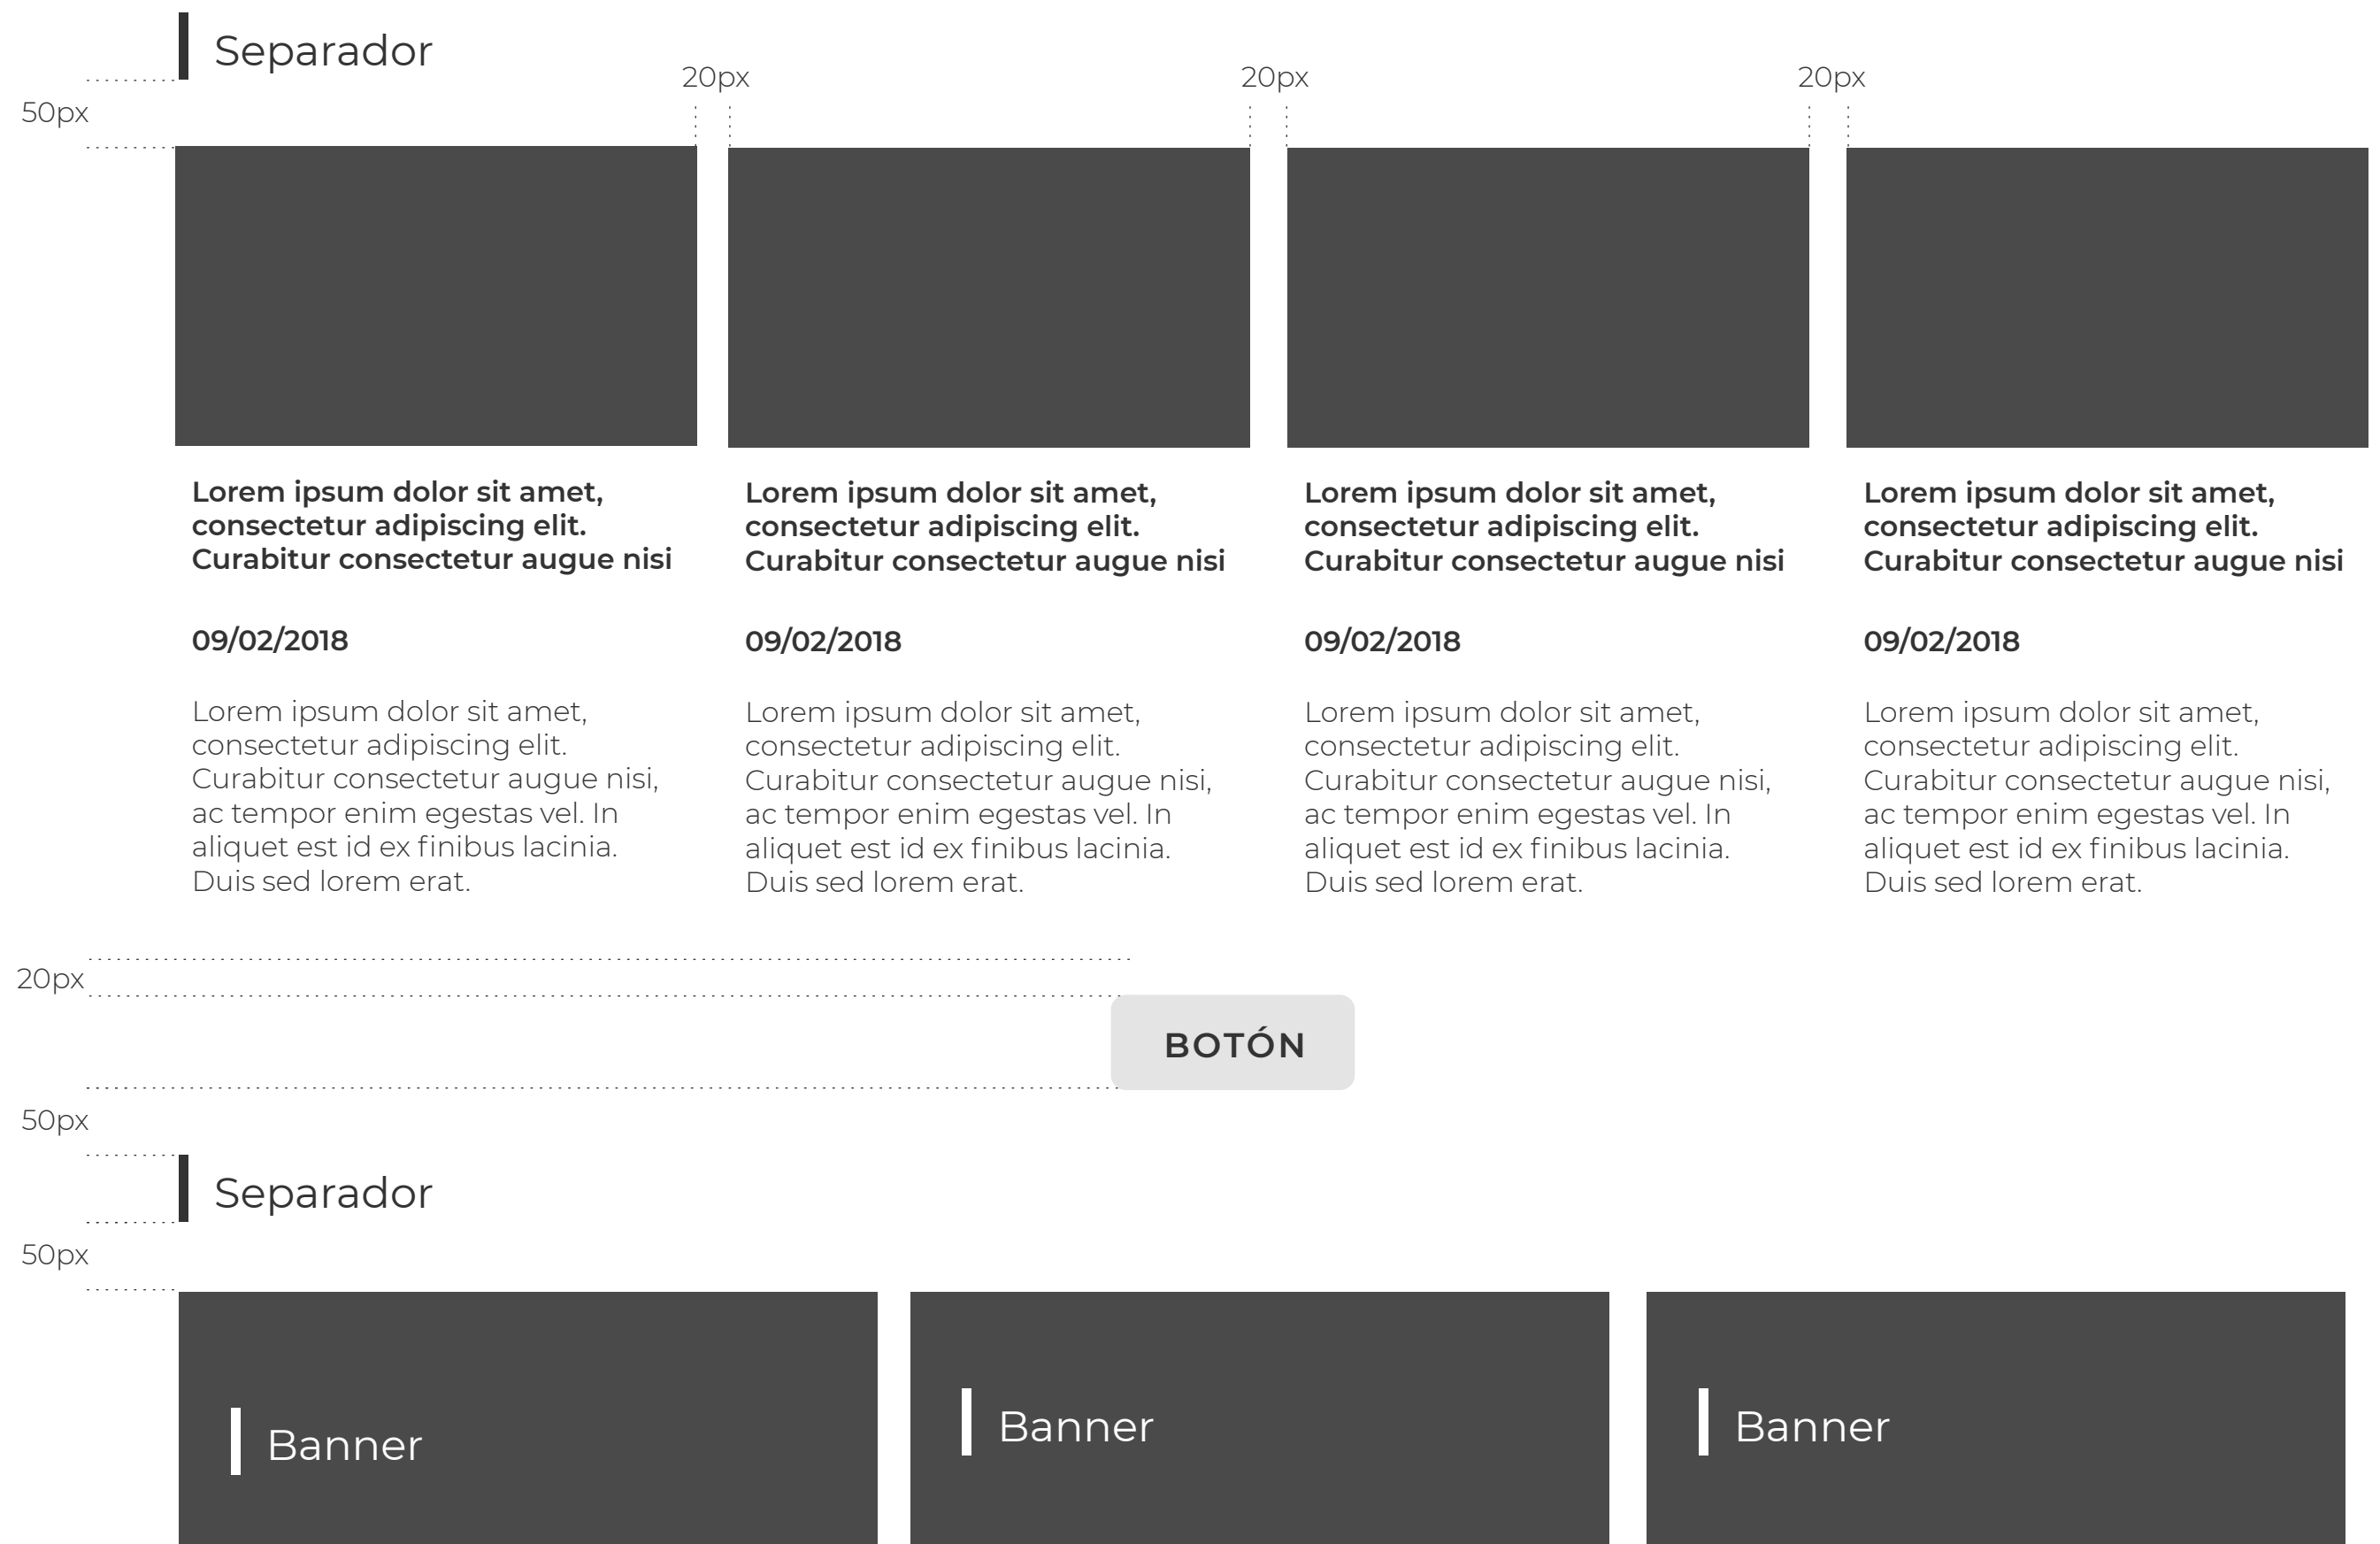 Separador
20px
20px
20px
50px
Lorem ipsum dolor sit amet,
consectetur adipiscing elit.
Curabitur consectetur augue nisi
09/02/2018
Lorem ipsum dolor sit amet,
consectetur adipiscing elit.
Curabitur consectetur augue nisi,
ac tempor enim egestas vel. In
aliquet est id ex finibus lacinia.
Duis sed lorem erat.
Lorem ipsum dolor sit amet,
consectetur adipiscing elit.
Curabitur consectetur augue nisi
09/02/2018
Lorem ipsum dolor sit amet,
consectetur adipiscing elit.
Curabitur consectetur augue nisi,
ac tempor enim egestas vel. In
aliquet est id ex finibus lacinia.
Duis sed lorem erat.
Lorem ipsum dolor sit amet,
consectetur adipiscing elit.
Curabitur consectetur augue nisi
09/02/2018
Lorem ipsum dolor sit amet,
consectetur adipiscing elit.
Curabitur consectetur augue nisi,
ac tempor enim egestas vel. In
aliquet est id ex finibus lacinia.
Duis sed lorem erat.
Lorem ipsum dolor sit amet,
consectetur adipiscing elit.
Curabitur consectetur augue nisi
09/02/2018
Lorem ipsum dolor sit amet,
consectetur adipiscing elit.
Curabitur consectetur augue nisi,
ac tempor enim egestas vel. In
aliquet est id ex finibus lacinia.
Duis sed lorem erat.
20px
BOTÓN
50px
Separador
50px
Banner
Banner
Banner